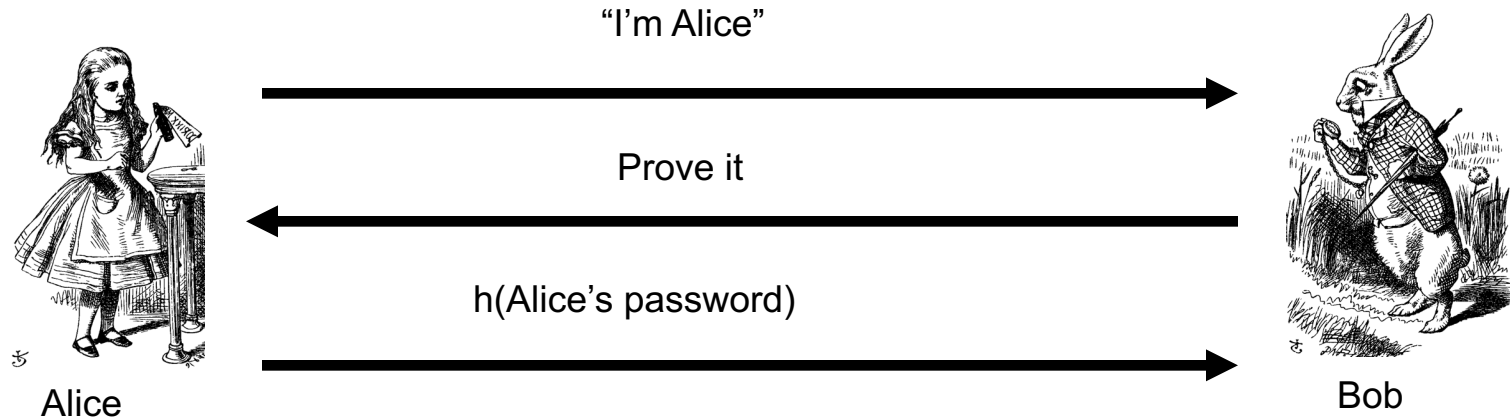 “I’m Alice”
Prove it
h(Alice’s password)
Alice
Bob